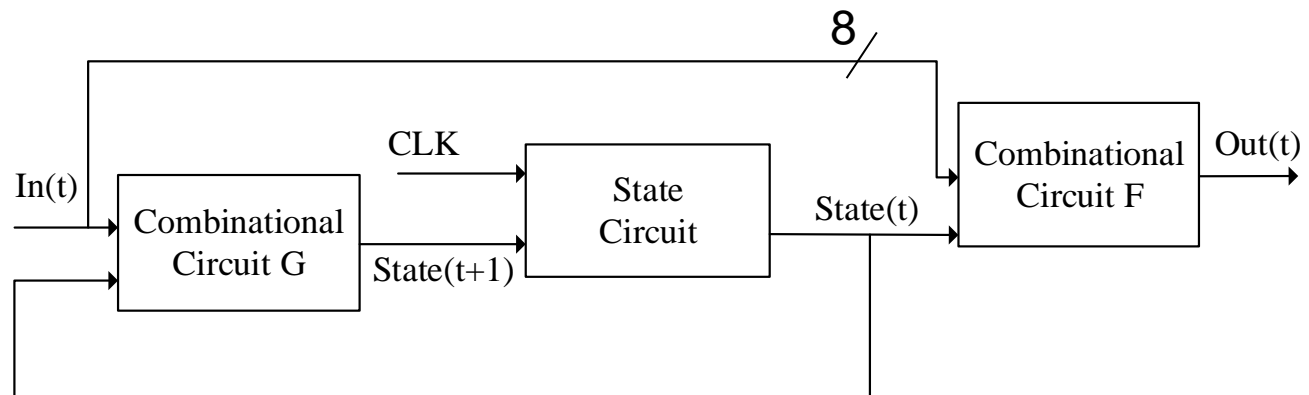 8
CLK
In(t)
Combinational
Circuit G
State(t+1)
State
Circuit
State(t)
Combinational
Circuit F
Out(t)